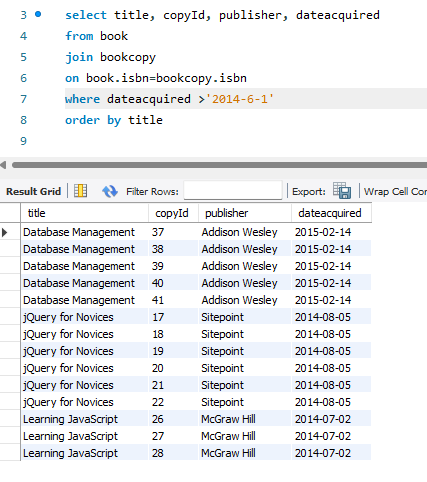 3 select title, copyId, publisher, dateacquired
4 from book
5 join bookcopy
6 on book.isbn=bookcopy.isbn
7 where dateacquired >'2014-6-1'
8 order by title
9
Result Grid Filter Rows: Export: Wrap Cell Con
title copyId publisher dateacquired
Database Management 37 Addison Wesley 2015-02-14
Database Management 38 Addison Wesley 2015-02-14
Database Management 39 Addison Wesley 2015-02-14
Database Management 40 Addison Wesley 2015-02-14
Database Management 41 Addison Wesley 2015-02-14
jQuery for Novices 17 Sitepoint 2014-08-05
jQuery for Novices 18 Sitepoint 2014-08-05
jQuery for Novices 19 Sitepoint 2014-08-05
jQuery for Novices 20 Sitepoint 2014-08-05
jQuery for Novices 21 Sitepoint 2014-08-05
jQuery for Novices 22 Sitepoint 2014-08-05
Learning JavaScript 26 McGraw Hill 2014-07-02
Learning JavaScript 27 McGraw Hill 2014-07-02
Learning JavaScript 28 McGraw Hill 2014-07-02